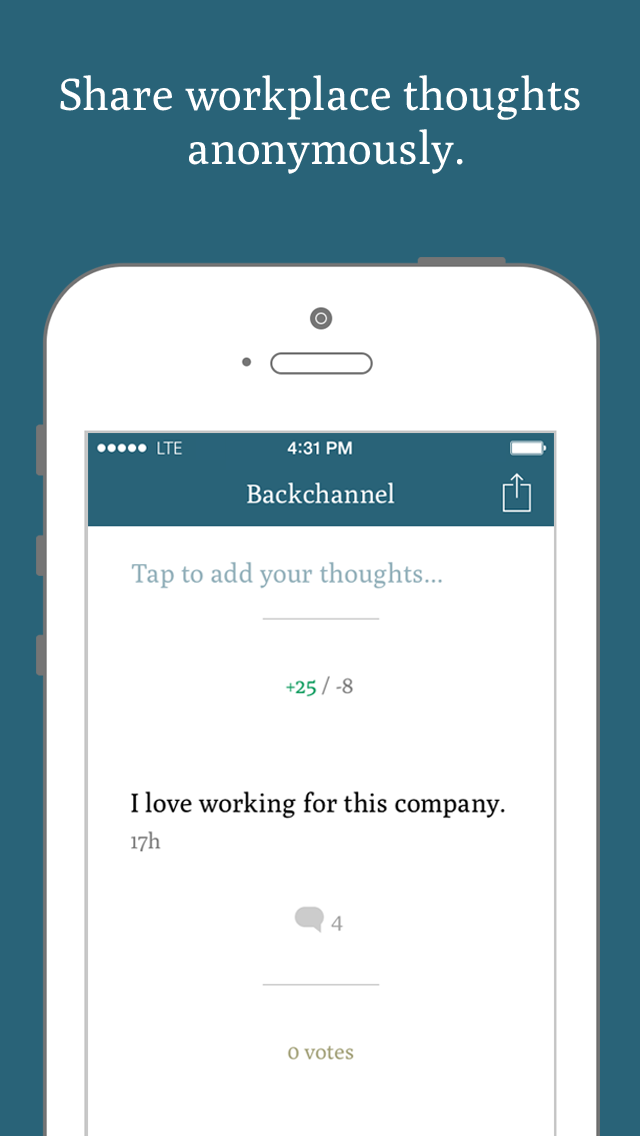 Share workplace thoughts
anonymously.
LTE 4:31 PM
Backchannel
Tap to add your thoughts...
+25 / -8
I love working for this company.
17h
4
0 votes